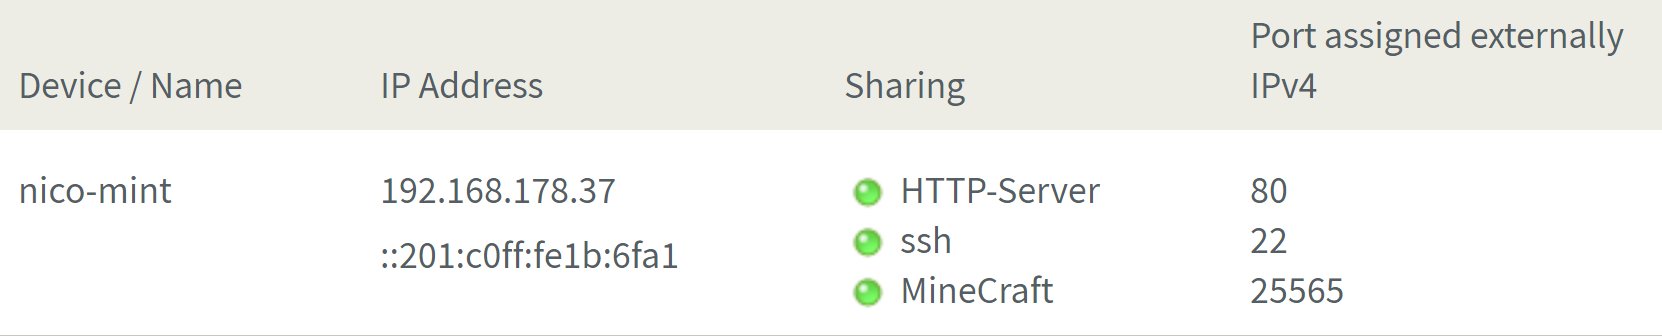 Device / Name IP Address Sharing Port assigned externally IPv4
nico-mint 192.168.178.37 HTTP-Server 80
::201:c0ff:fe1b:6fa1 ssh 22
MineCraft 25565